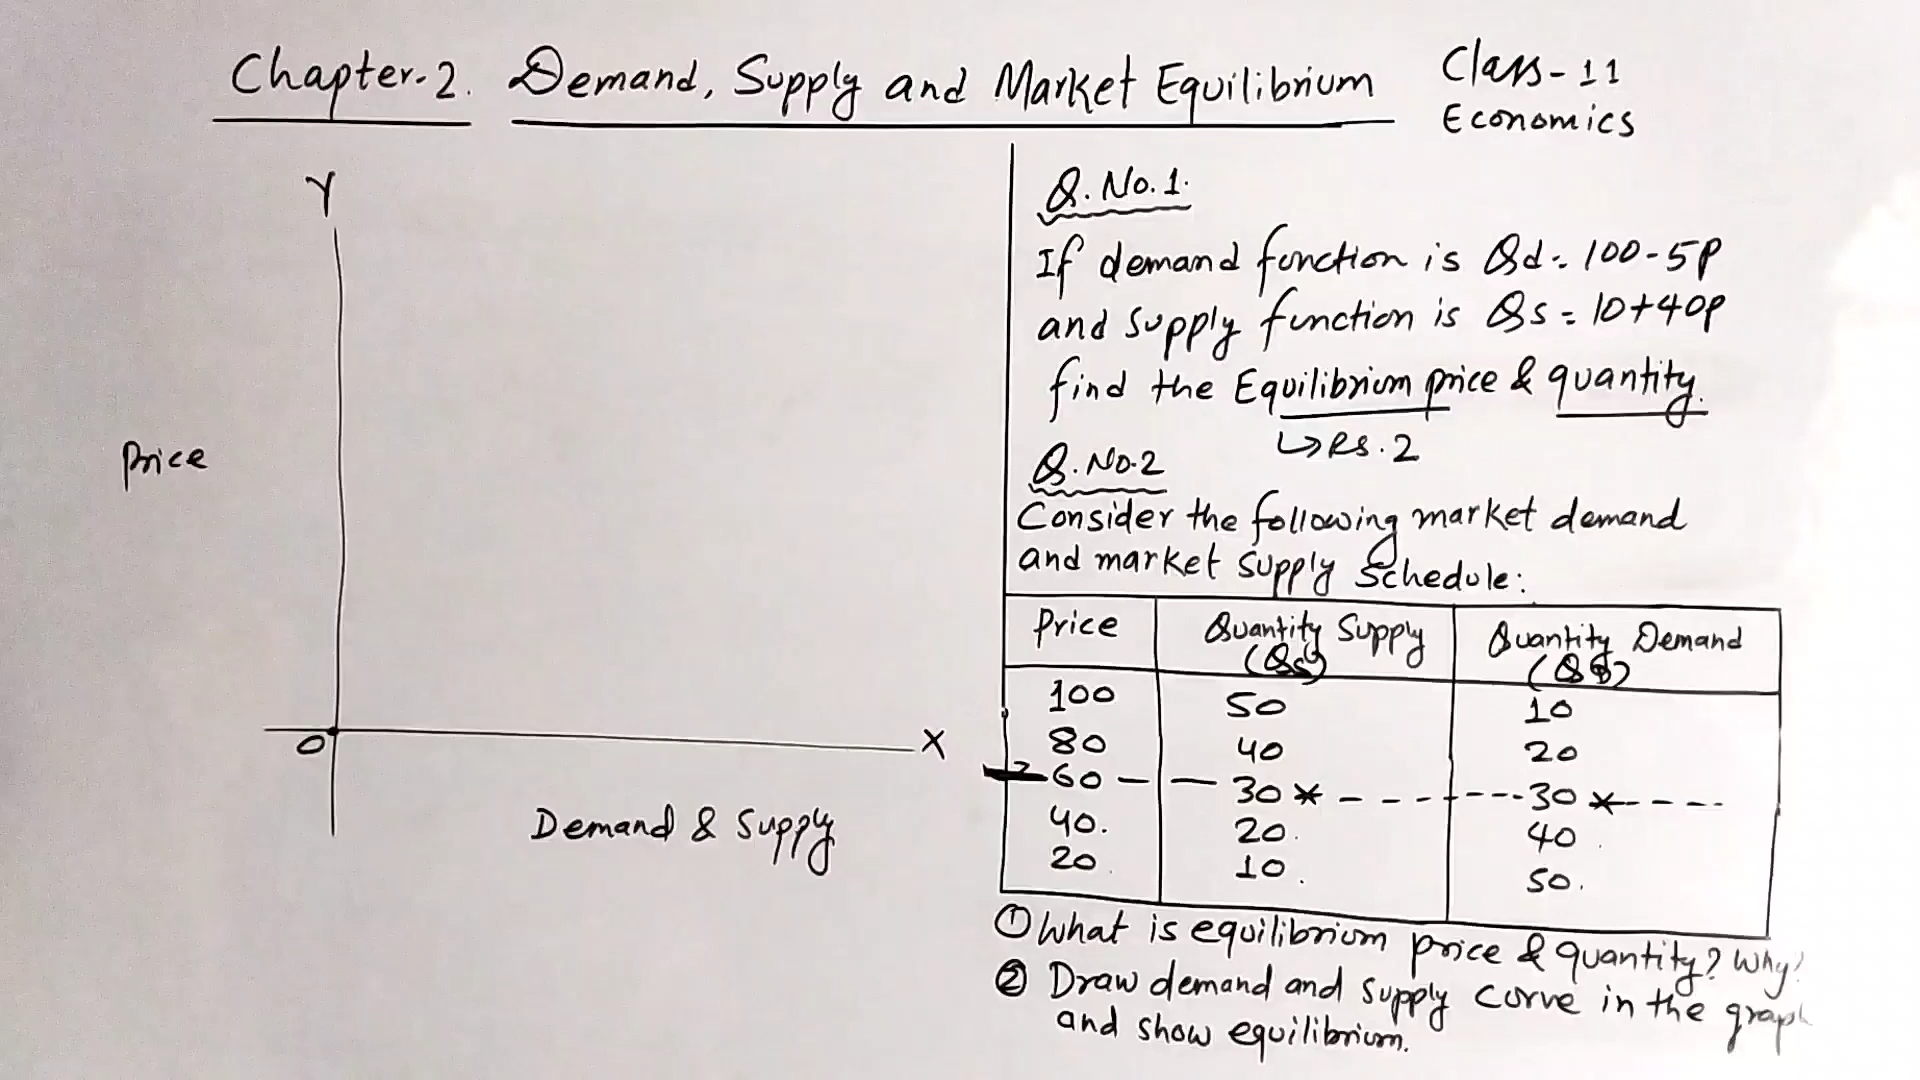 Chapter-2. Demand, Supply and Market Equilibrium
Class-11
Economics
Y
Price
O
X
Demand & Supply
Q. No. 1.
If demand function is Qd = 100-5P
and supply function is Qs = 10+40P
find the Equilibrium price & quantity.
↳Rs. 2
Q. No. 2
Consider the following market demand
and market supply schedule:
Price Quantity Supply (Qs) Quantity Demand (QD)
100 50 10
80 40 20
60 30 * 30 *
40. 20. 40
20 10. 50.
① What is equilibrium price & quantity? Why?
② Draw demand and supply curve in the graph
and show equilibrium.